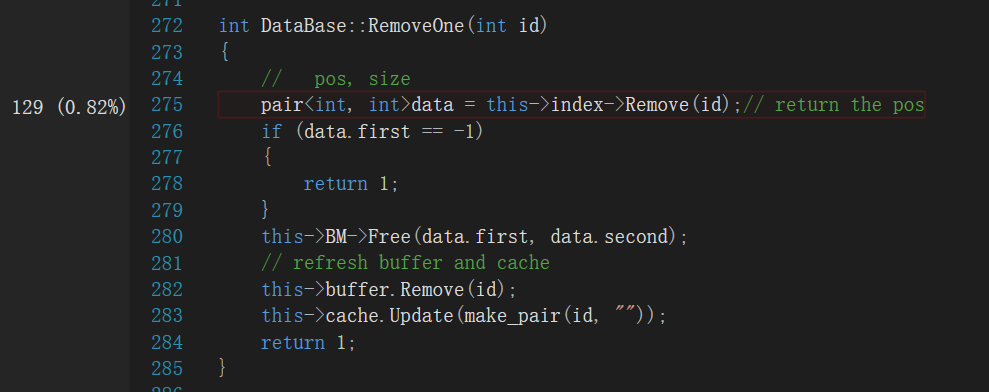 271
272 int DataBase::RemoveOne(int id)
273 {
274     //   pos, size
129 (0.82%) 275     pair<int, int>data = this->index->Remove(id);// return the pos
276     if (data.first == -1)
277     {
278         return 1;
279     }
280     this->BM->Free(data.first, data.second);
281     // refresh buffer and cache
282     this->buffer.Remove(id);
283     this->cache.Update(make_pair(id, ""));
284     return 1;
285 }
286